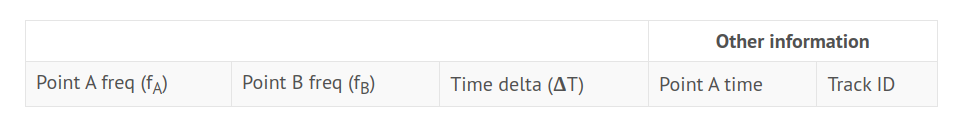 Other information
Point A freq (fA) Point B freq (fB) Time delta (ΔT) Point A time Track ID